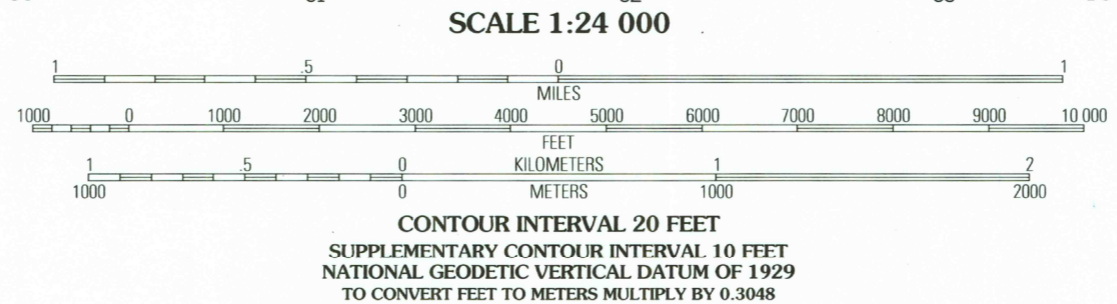 SCALE 1:24 000
1 .5 0 1
MILES
1000 0 1000 2000 3000 4000 5000 6000 7000 8000 9000 10 000
FEET
1 .5 0 KILOMETERS 1 2
1000 0 METERS 1000 2000
CONTOUR INTERVAL 20 FEET
SUPPLEMENTARY CONTOUR INTERVAL 10 FEET
NATIONAL GEODETIC VERTICAL DATUM OF 1929
TO CONVERT FEET TO METERS MULTIPLY BY 0.3048